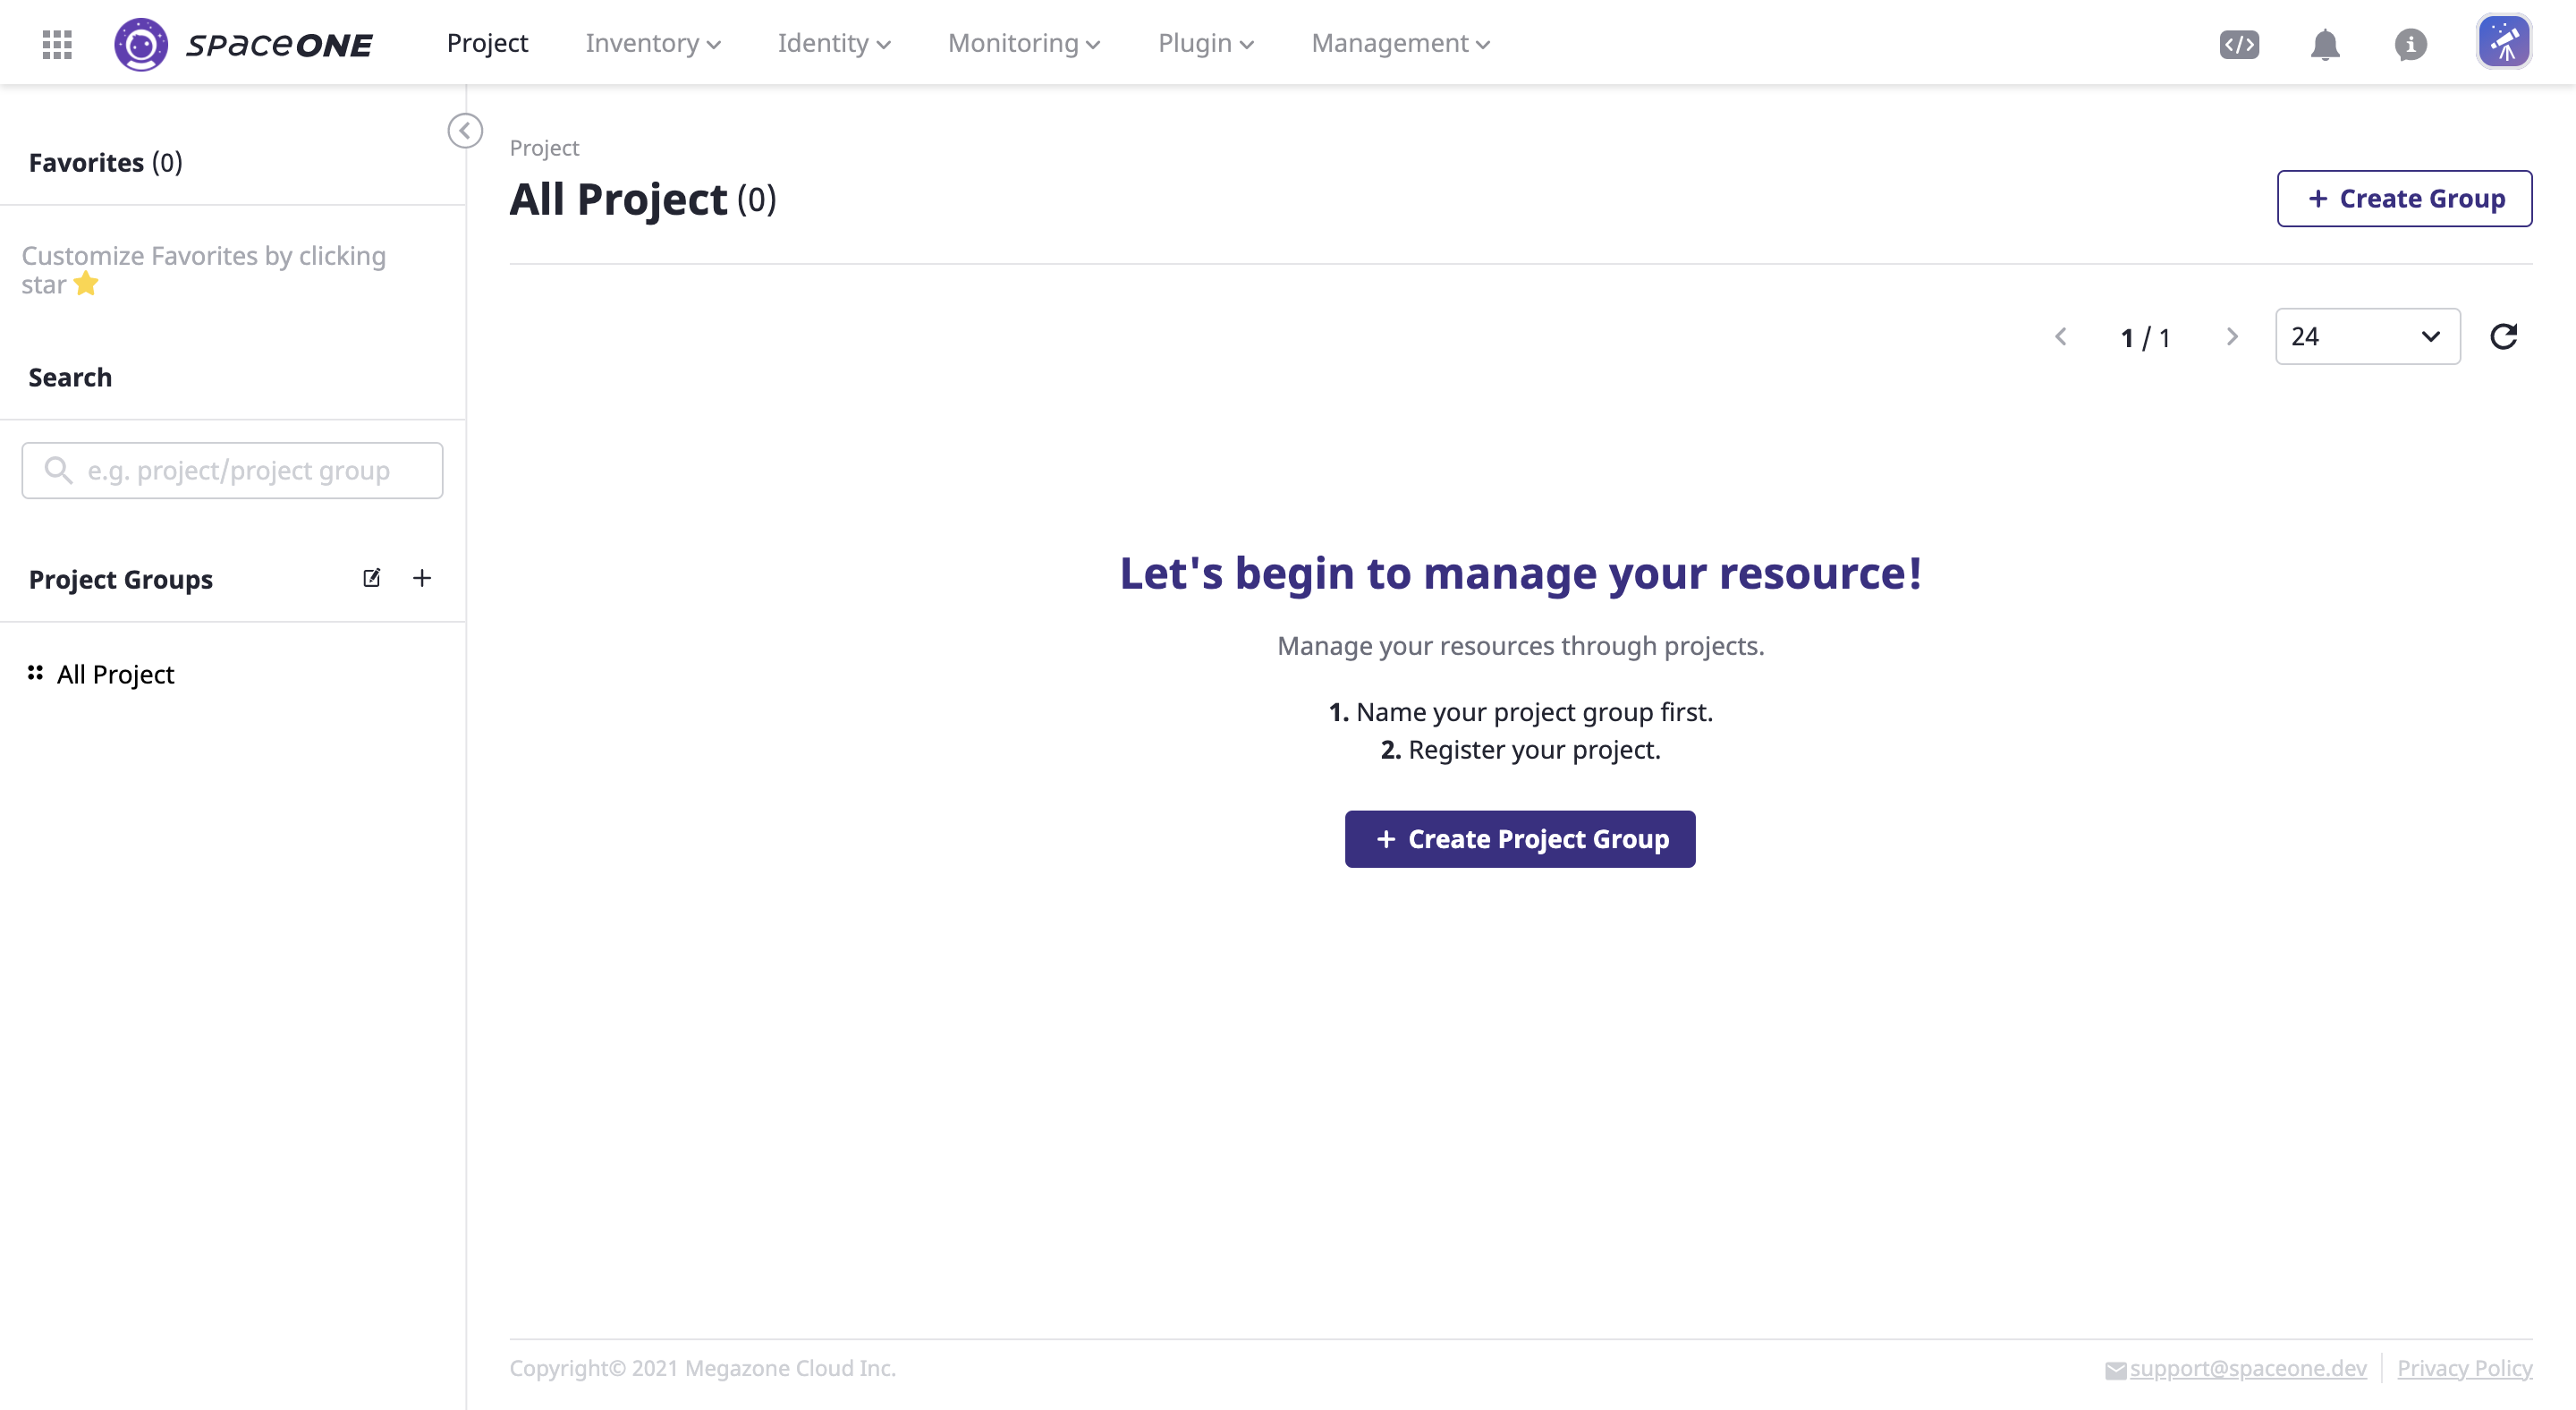 spaceONE Project Inventory Identity Monitoring Plugin Management
Favorites (0)
Customize Favorites by clicking
star
Search
e.g. project/project group
Project Groups
All Project
Project
All Project (0)
+ Create Group
1 / 1
24
Let's begin to manage your resource!
Manage your resources through projects.
1. Name your project group first.
2. Register your project.
+ Create Project Group
Copyright© 2021 Megazone Cloud Inc.
support@spaceone.dev
Privacy Policy